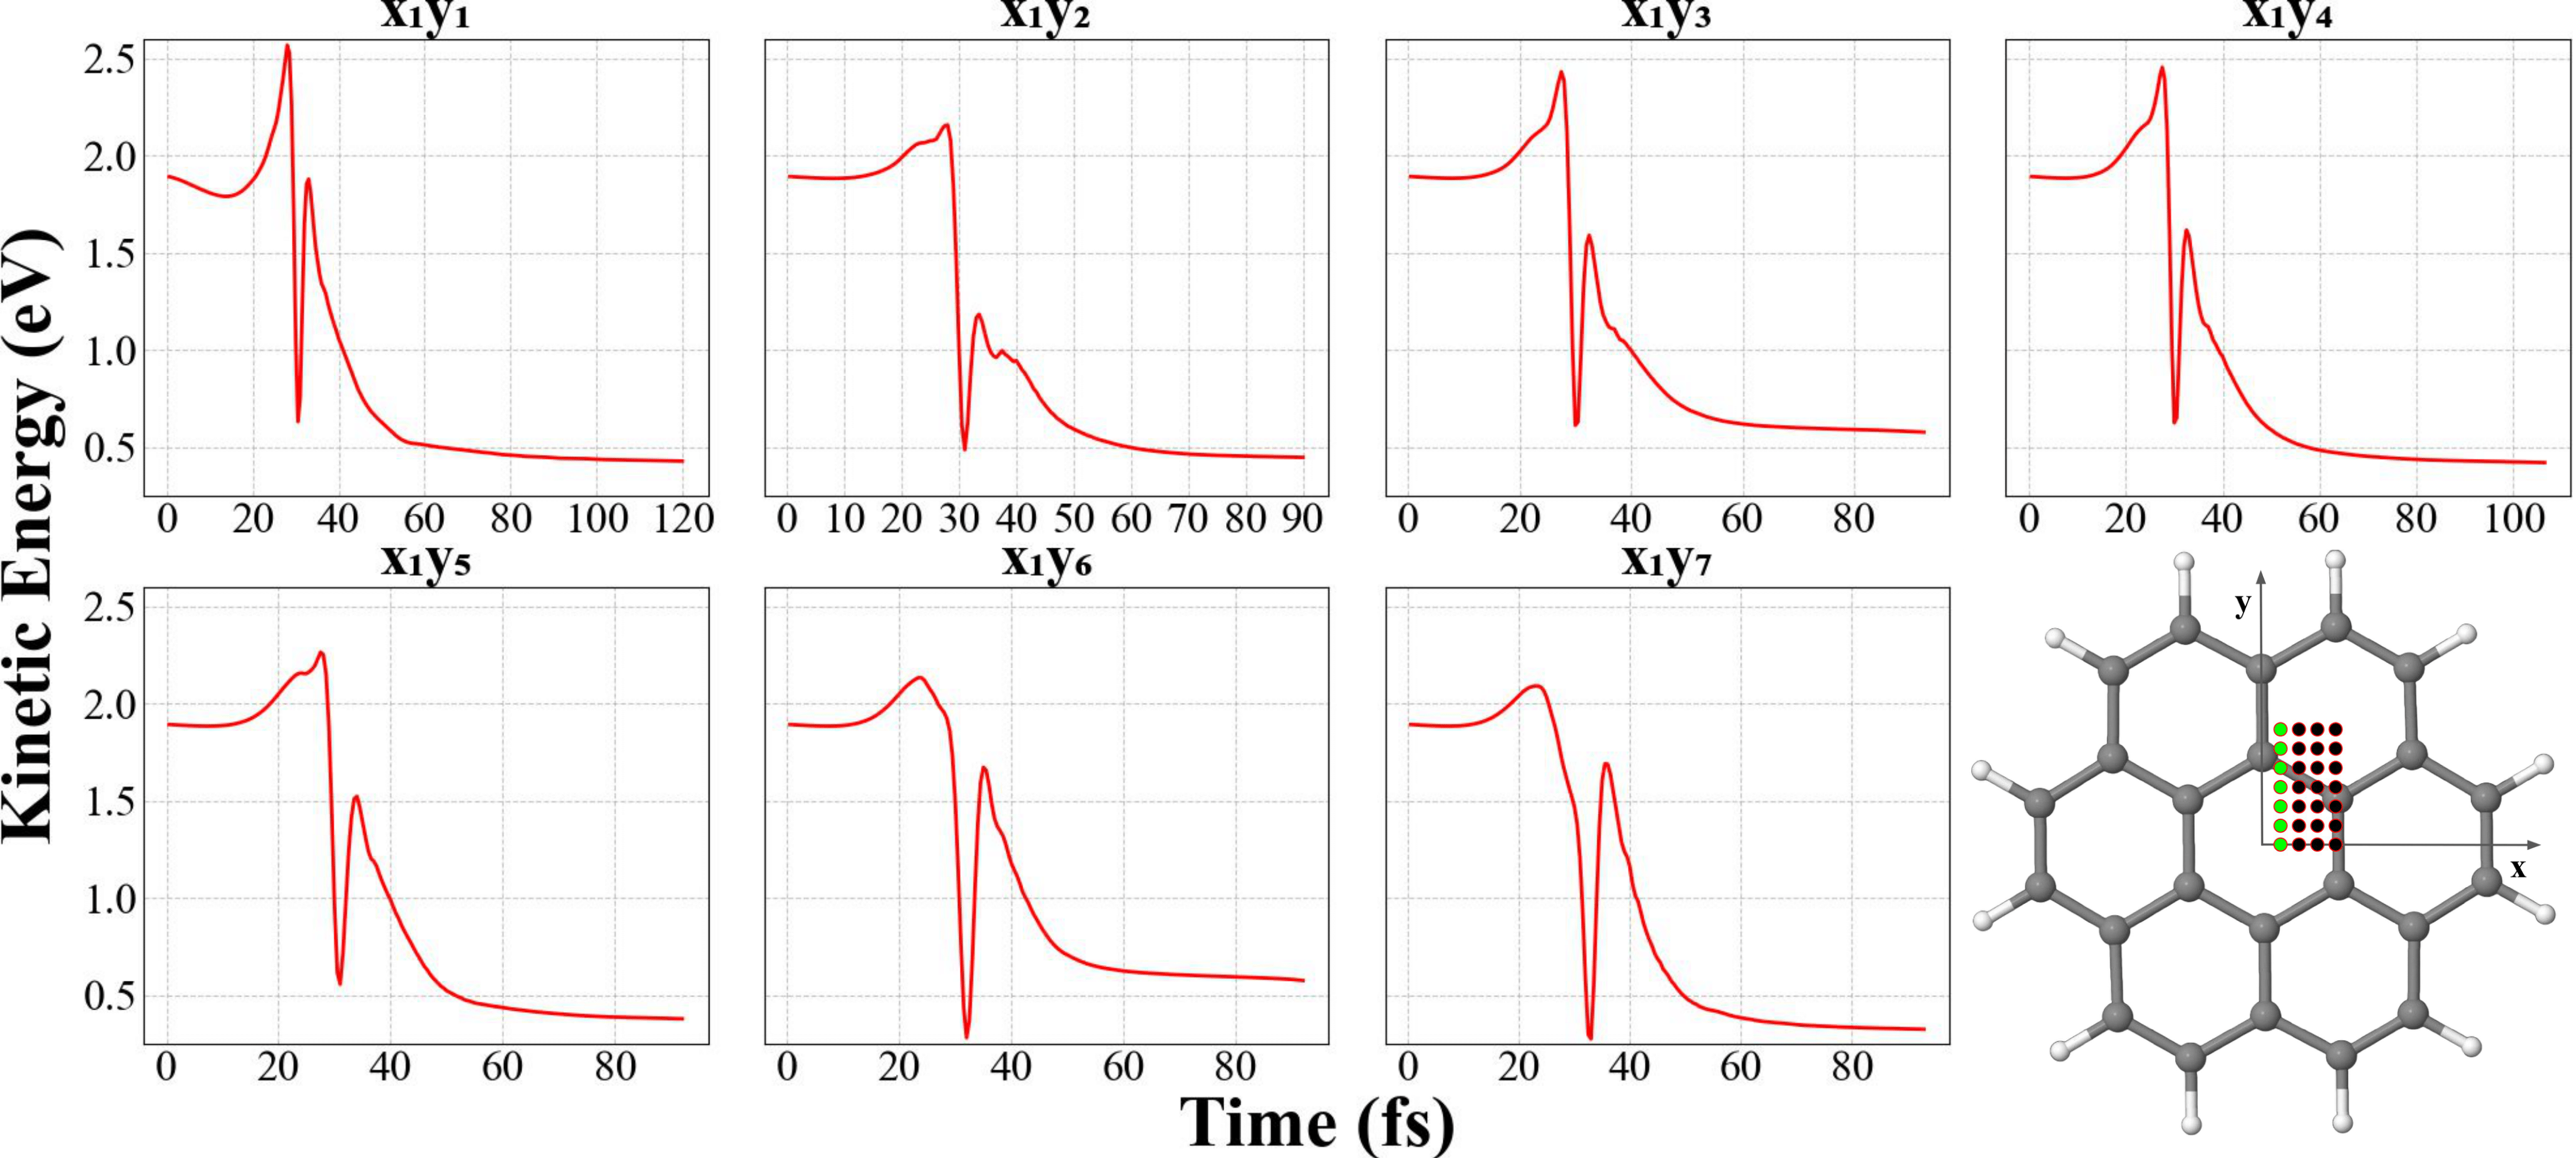 x₁y₁
x₁y₂
x₁y₃
x₁y₄
Kinetic Energy (eV)
2.5
2.0
1.5
1.0
0.5
0 20 40 60 80 100 120
0 10 20 30 40 50 60 70 80 90
0 20 40 60 80
0 20 40 60 80 100
x₁y₅
x₁y₆
x₁y₇
2.5
2.0
1.5
1.0
0.5
0 20 40 60 80
0 20 40 60 80
0 20 40 60 80
y
x
Time (fs)